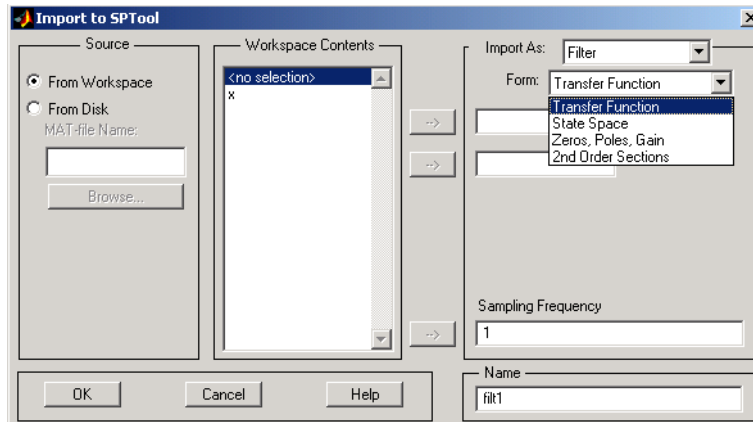 Import to SPTool
Source
From Workspace
From Disk
MAT-file Name:
Browse...
Workspace Contents
<no selection>
x
-->
-->
-->
Import As: Filter
Form: Transfer Function
Transfer Function
State Space
Zeros, Poles, Gain
2nd Order Sections
Sampling Frequency
1
OK Cancel Help
Name
filt1